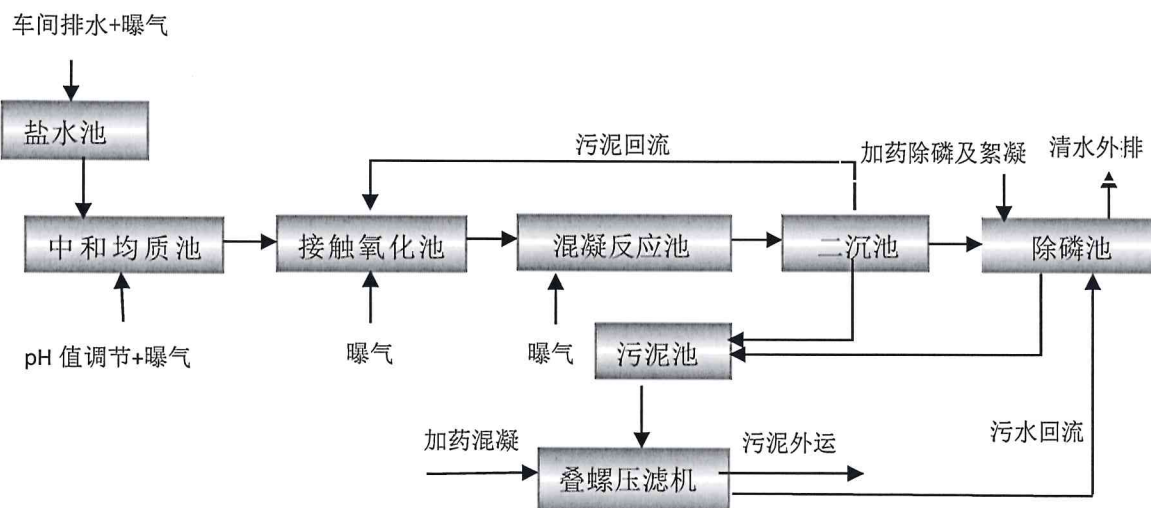 车间排水+曝气
盐水池
污泥回流
加药除磷及絮凝
清水外排
中和均质池
接触氧化池
混凝反应池
二沉池
除磷池
pH 值调节+曝气
曝气
曝气
污泥池
加药混凝
污泥外运
污水回流
叠螺压滤机